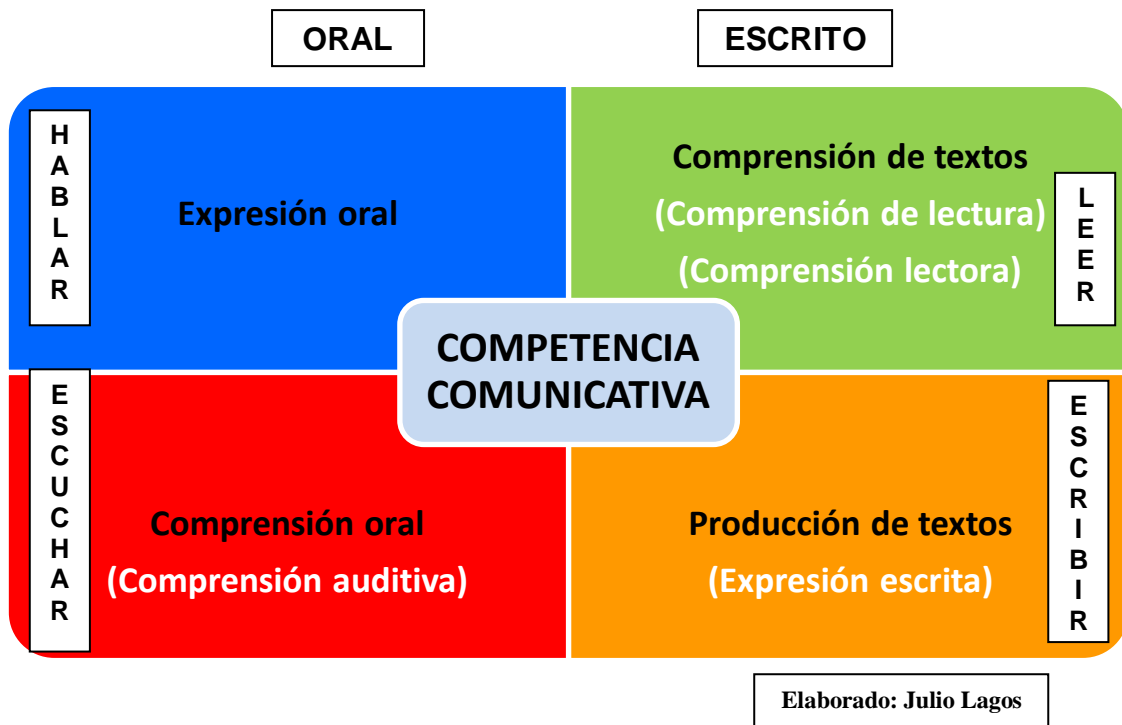 ORAL
ESCRITO
HABLAR
Expresión oral
Comprensión de textos
(Comprensión de lectura)
(Comprensión lectora)
LEER
COMPETENCIA
COMUNICATIVA
ESCUCHAR
Comprensión oral
(Comprensión auditiva)
Producción de textos
(Expresión escrita)
ESCRIBIR
Elaborado: Julio Lagos